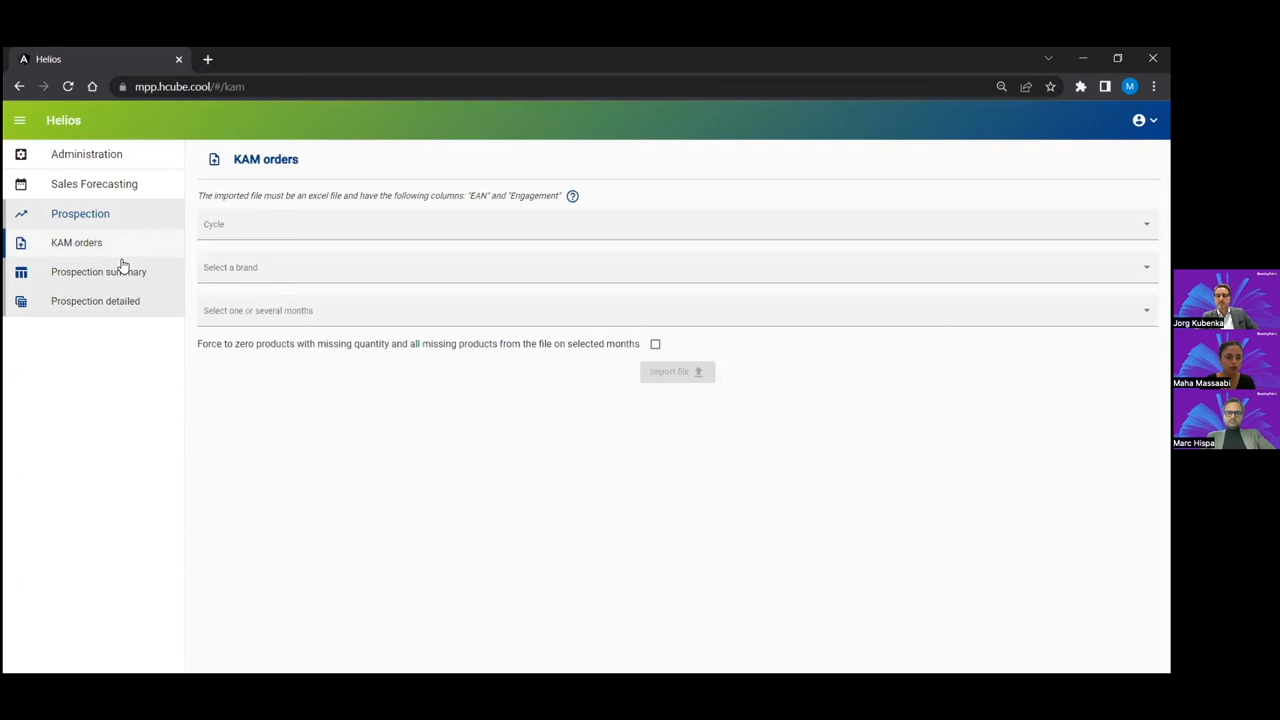 Helios
mpp.hcube.cool/#/kam
M
Helios
Administration
Sales Forecasting
Prospection
KAM orders
Prospection summary
Prospection detailed
KAM orders
The imported file must be an excel file and have the following columns: "EAN" and "Engagement"
Cycle
Select a brand
Select one or several months
Force to zero products with missing quantity and all missing products from the file on selected months
Import file
Jorg Kubenka
Maha Massaabi
Marc Hispa